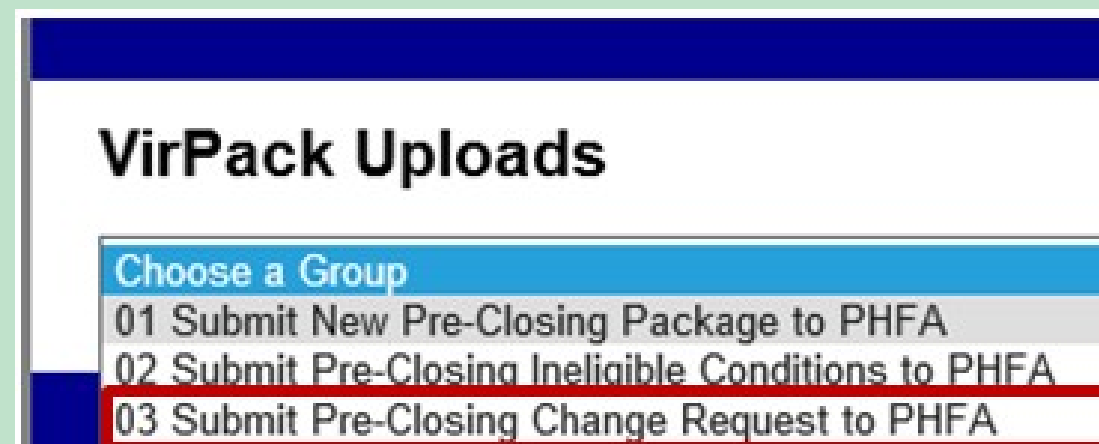 VirPack Uploads
Choose a Group
01 Submit New Pre-Closing Package to PHFA
02 Submit Pre-Closing Ineligible Conditions to PHFA
03 Submit Pre-Closing Change Request to PHFA